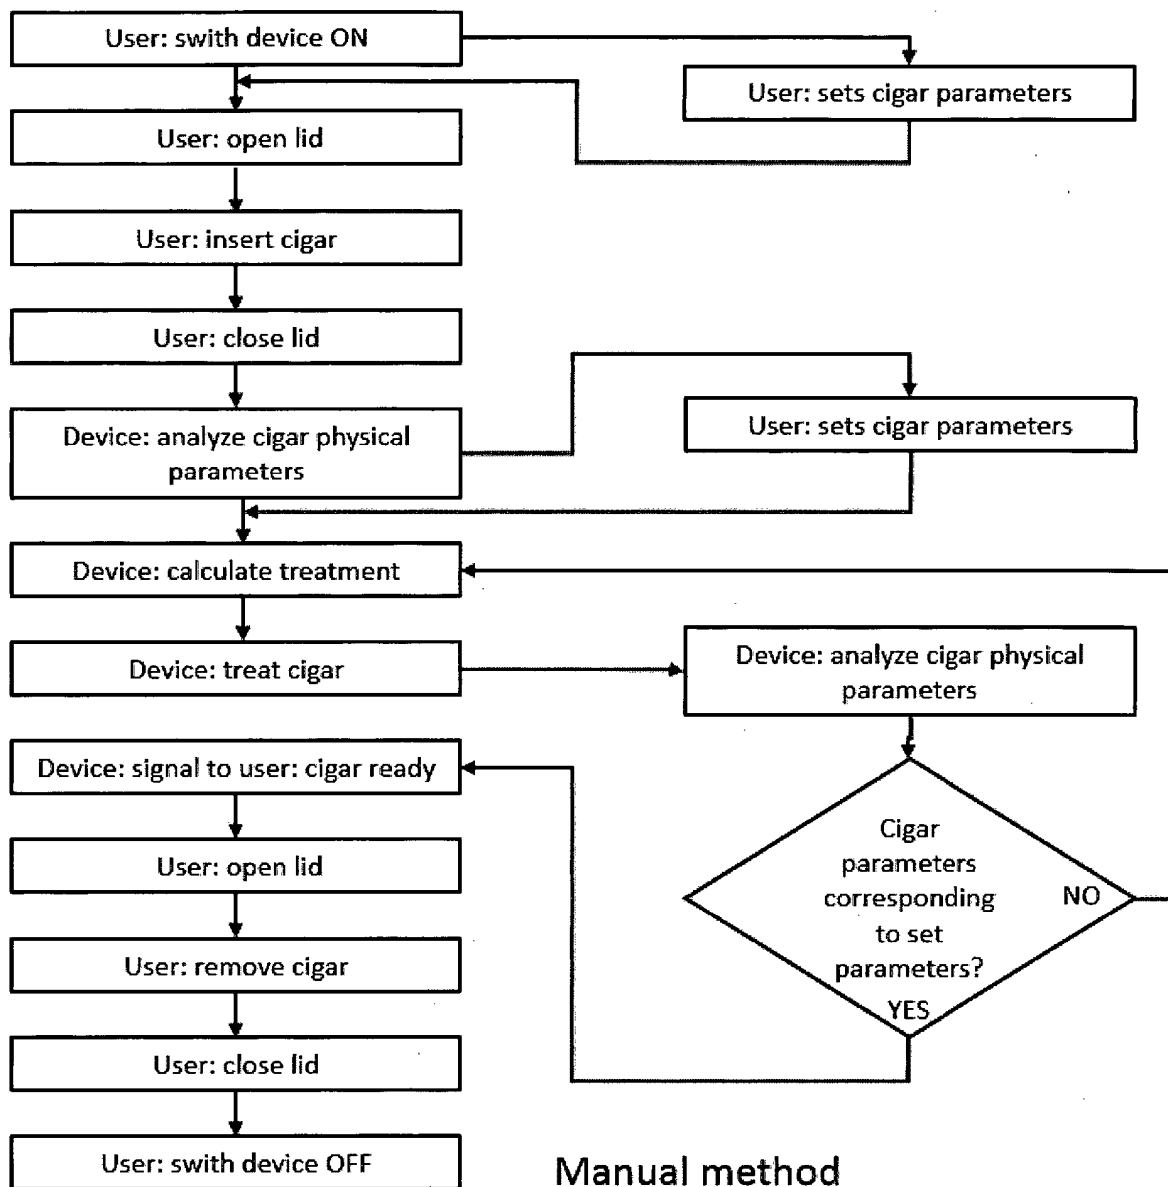 User: swith device ON
User: sets cigar parameters
User: open lid
User: insert cigar
User: close lid
Device: analyze cigar physical
parameters
User: sets cigar parameters
Device: calculate treatment
Device: treat cigar
Device: analyze cigar physical
parameters
Device: signal to user: cigar ready
Cigar
parameters
corresponding
to set
parameters?
NO
YES
User: open lid
User: remove cigar
User: close lid
User: swith device OFF
Manual method